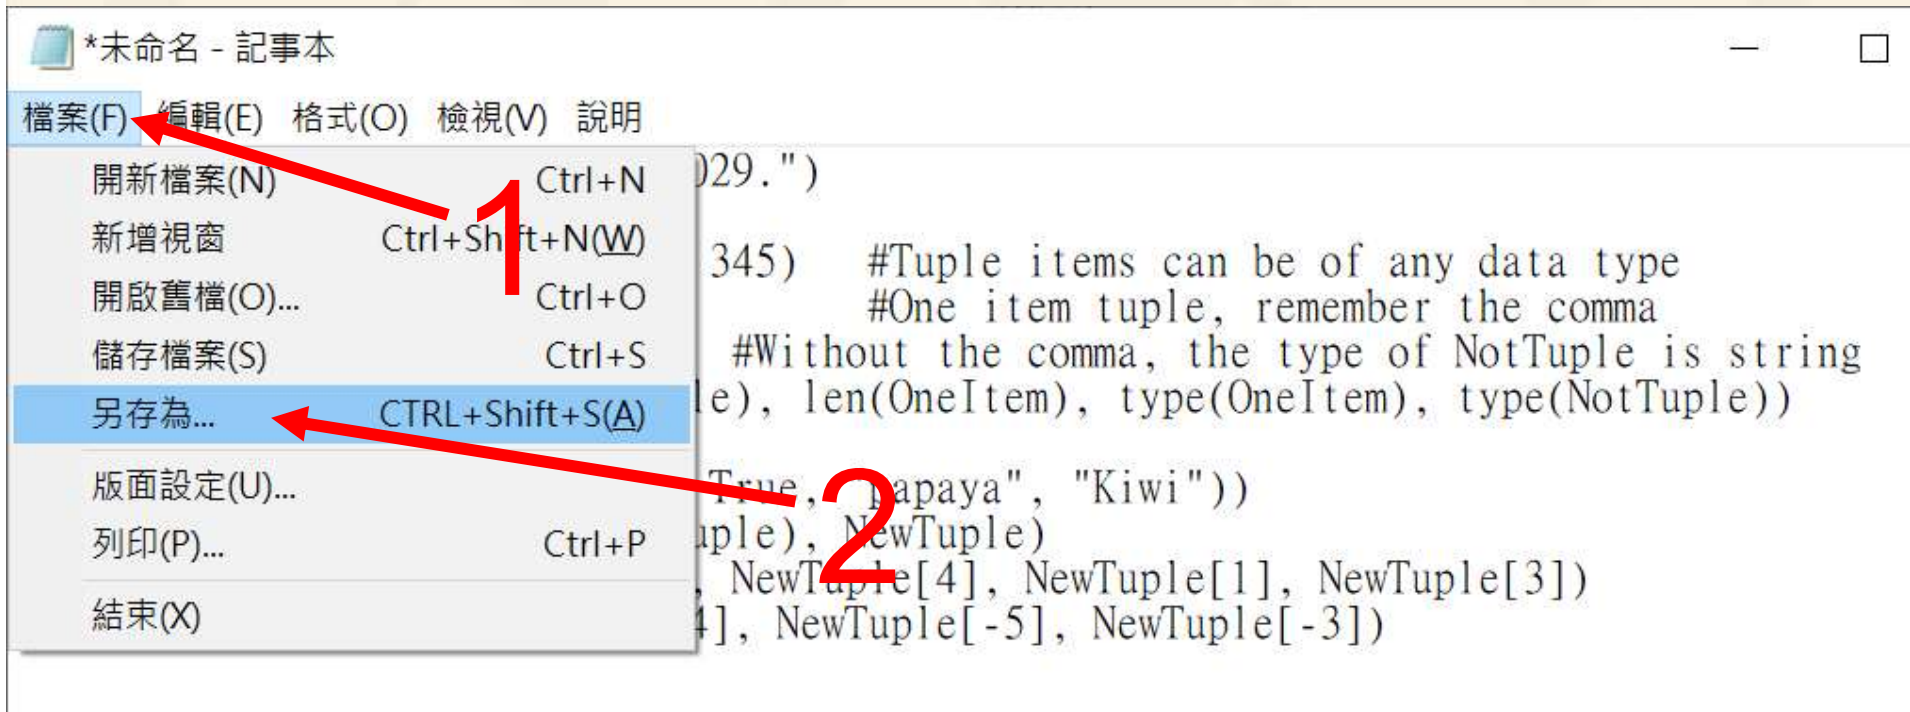 *未命名 - 記事本
檔案(F) 編輯(E) 格式(O) 檢視(V) 說明
開新檔案(N) Ctrl+N
新增視窗 Ctrl+Shift+N(W)
開啟舊檔(O)... Ctrl+O
儲存檔案(S) Ctrl+S
另存為... CTRL+Shift+S(A)
版面設定(U)...
列印(P)... Ctrl+P
結束(X)
1
2
029.")
345) #Tuple items can be of any data type
#One item tuple, remember the comma
#Without the comma, the type of NotTuple is string
le), len(OneItem), type(OneItem), type(NotTuple))
True, "papaya", "Kiwi"))
uple), NewTuple)
, NewTuple[4], NewTuple[1], NewTuple[3])
4], NewTuple[-5], NewTuple[-3])